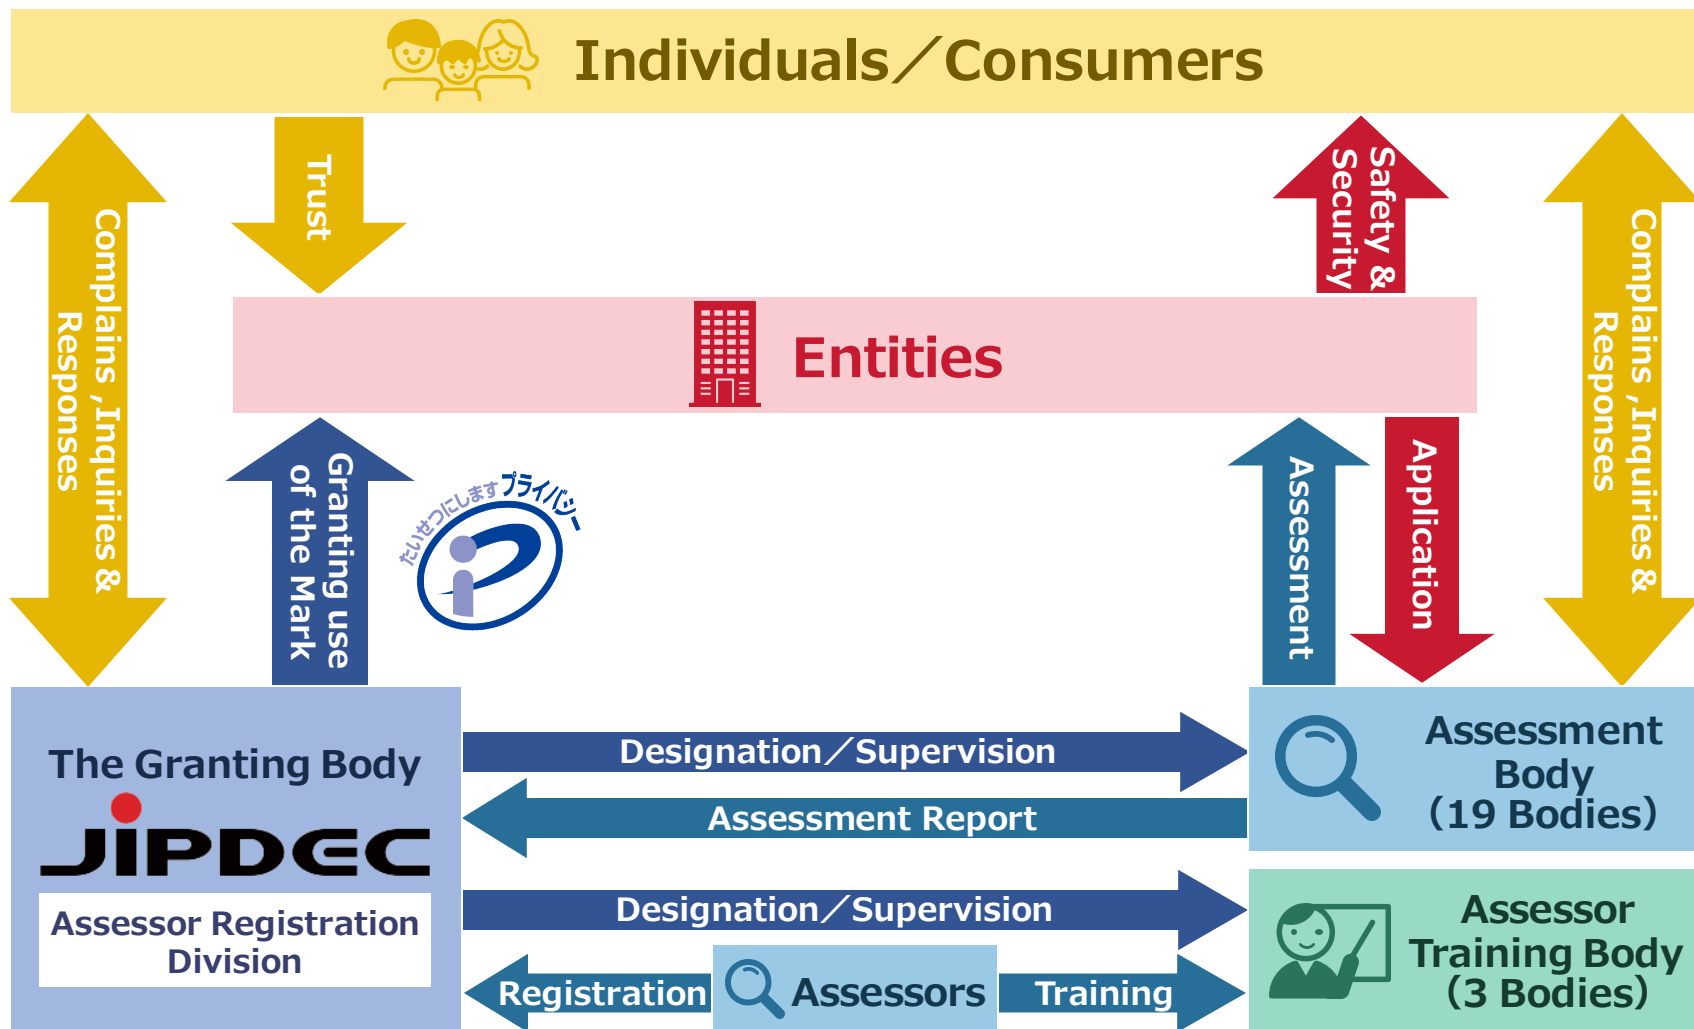 Individuals／Consumers
Complains ,Inquiries &
Responses
Trust
Safety &
Security
Complains ,Inquiries &
Responses
Entities
Granting use
of the Mark
たいせつにしますプライバシー
Assessment
Application
The Granting Body
JIPDEC
Assessor Registration
Division
Designation／Supervision
Assessment Report
Designation／Supervision
Registration
Assessors
Training
Assessment
Body
（19 Bodies）
Assessor
Training Body
（3 Bodies）